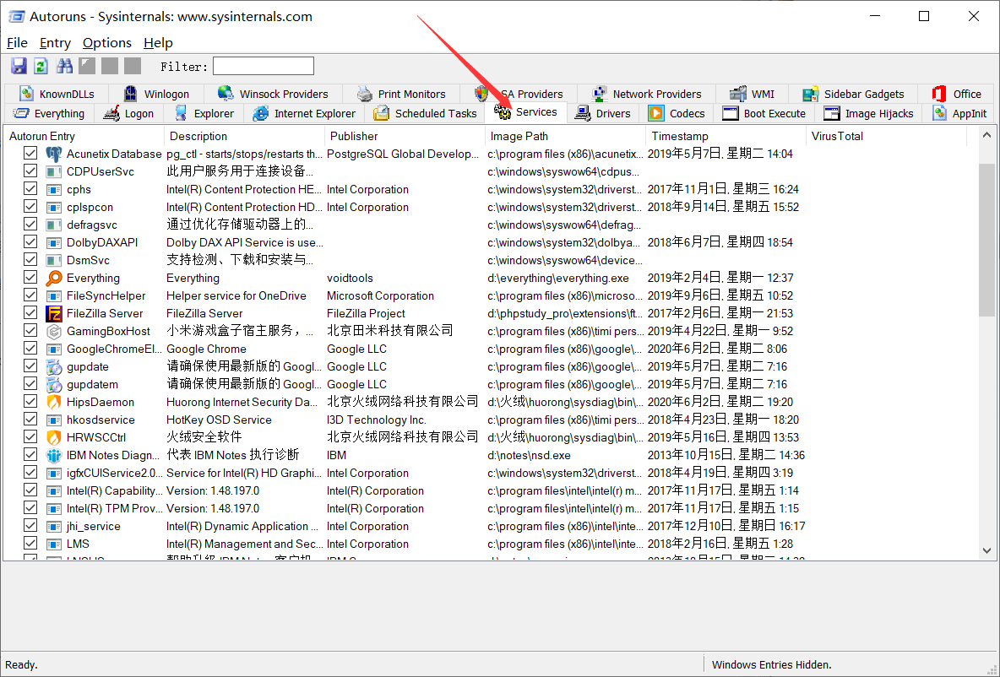 Autoruns - Sysinternals: www.sysinternals.com
File Entry Options Help
Filter:
KnownDLLs Winlogon Winsock Providers Print Monitors SA Providers Network Providers WMI Sidebar Gadgets Office
Everything Logon Explorer Internet Explorer Scheduled Tasks Services Drivers Codecs Boot Execute Image Hijacks AppInit
Autorun Entry Description Publisher Image Path Timestamp VirusTotal
Acunetix Database pg_ctl - starts/stops/restarts th... PostgreSQL Global Develop... c:\program files (x86)\acunetix... 2019年5月7日, 星期二 14:04
CDPUserSvc 此用户服务用于连接设备... c:\windows\syswow64\cdpus...
cphs Intel(R) Content Protection HE... Intel Corporation c:\windows\system32\driverst... 2017年11月1日, 星期三 16:24
cplspcon Intel(R) Content Protection HD... Intel Corporation c:\windows\system32\driverst... 2018年9月14日, 星期五 15:52
defragsvc 通过优化存储驱动器上的... c:\windows\syswow64\defrag...
DolbyDAXAPI Dolby DAX API Service is use... c:\windows\system32\dolbya... 2018年6月7日, 星期四 18:54
DsmSvc 支持检测、下载和安装与... c:\windows\syswow64\device...
Everything Everything voidtools d:\everything\everything.exe 2019年2月4日, 星期一 12:37
FileSyncHelper Helper service for OneDrive Microsoft Corporation c:\program files (x86)\microso... 2019年9月6日, 星期五 10:52
FileZilla Server FileZilla Server FileZilla Project d:\phpstudy_pro\extensions\ft... 2017年2月6日, 星期一 21:53
GamingBoxHost 小米游戏盒子宿主服务，... 北京田米科技有限公司 c:\program files (x86)\timi pers... 2019年4月22日, 星期一 9:52
GoogleChromeEl... Google Chrome Google LLC c:\program files (x86)\google\... 2020年6月2日, 星期二 8:06
gupdate 请确保使用最新版的 Googl... Google LLC c:\program files (x86)\google\... 2019年5月7日, 星期二 7:16
gupdatem 请确保使用最新版的 Googl... Google LLC c:\program files (x86)\google\... 2019年5月7日, 星期二 7:16
HipsDaemon Huorong Internet Security Da... 北京火绒网络科技有限公司 d:\火绒\huorong\sysdiag\bin\... 2020年6月2日, 星期二 19:20
hkosdservice HotKey OSD Service I3D Technology Inc. c:\program files (x86)\timi pers... 2018年4月23日, 星期一 18:20
HRWSCCtrl 火绒安全软件 北京火绒网络科技有限公司 d:\火绒\huorong\sysdiag\bin\... 2019年5月16日, 星期四 13:53
IBM Notes Diagn... 代表 IBM Notes 执行诊断 IBM d:\notes\nsd.exe 2013年10月15日, 星期二 14:36
igfxCUIService2.0... Service for Intel(R) HD Graphi... Intel Corporation c:\windows\system32\driverst... 2018年4月19日, 星期四 3:19
Intel(R) Capability... Version: 1.48.197.0 Intel(R) Corporation c:\program files\intel\intel(r) m... 2017年11月17日, 星期五 1:14
Intel(R) TPM Prov... Version: 1.48.197.0 Intel(R) Corporation c:\program files\intel\intel(r) m... 2017年11月17日, 星期五 1:15
jhi_service Intel(R) Dynamic Application ... Intel Corporation c:\program files (x86)\intel\inte... 2017年12月10日, 星期日 16:17
LMS Intel(R) Management and Sec... Intel Corporation c:\program files (x86)\intel\inte... 2018年2月16日, 星期五 1:28
Ready. Windows Entries Hidden.